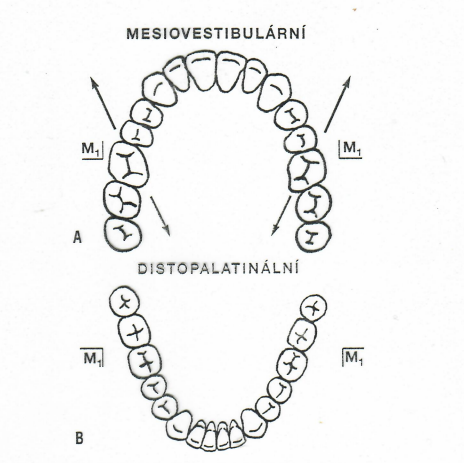 MESIOVESTIBULÁRNÍ
M₁ M₁
A
DISTOPALATINÁLNÍ
M₁ M₁
B